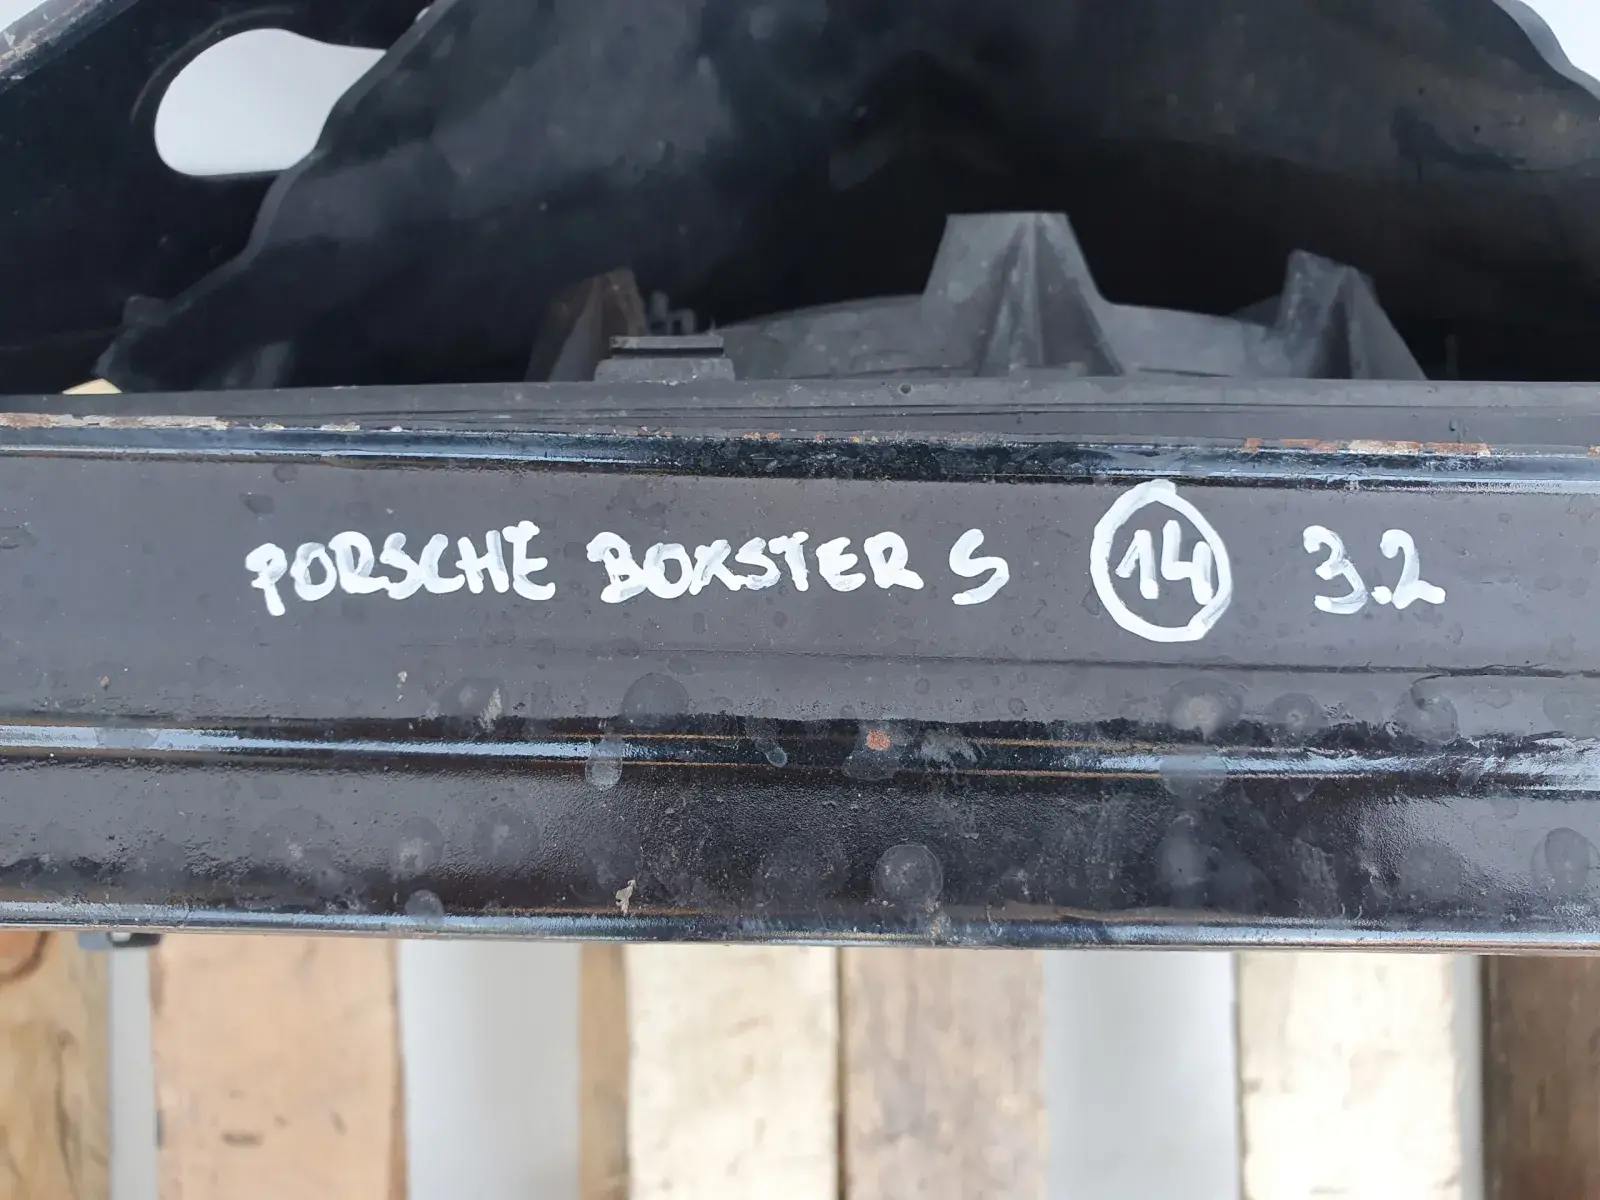 PORSCHE BOXSTER S 14 3.2